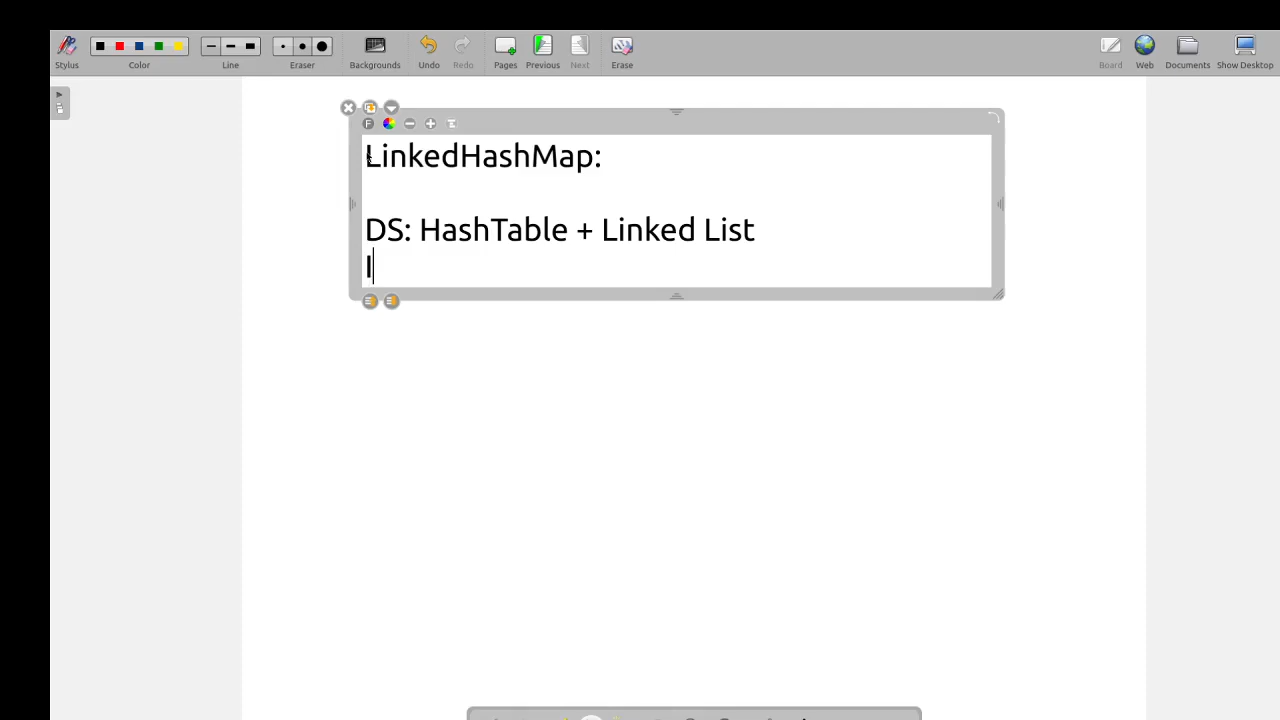 Stylus
Color
Line
Eraser
Backgrounds
Undo
Redo
Pages
Previous
Next
Erase
Board
Web
Documents
Show Desktop
F
LinkedHashMap:
DS: HashTable + Linked List
I